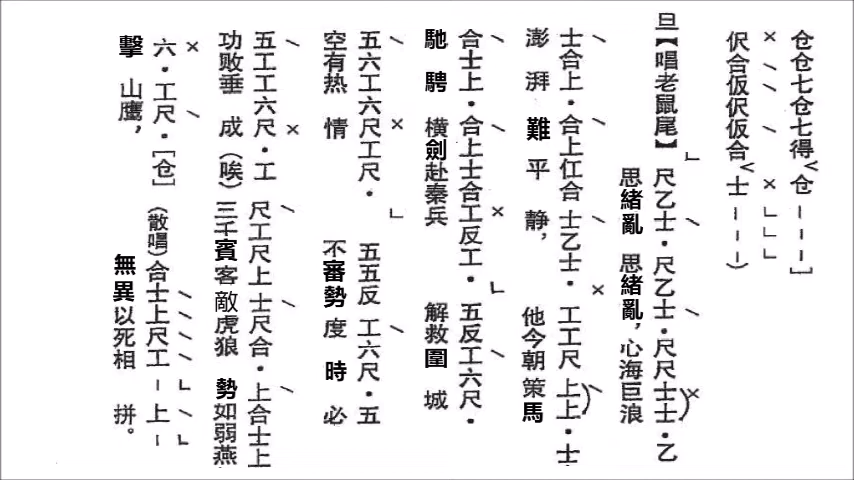 仓仓七仓七得仓 - - - ]
伬合仮伬仮合士 - - - )
旦【唱老鼠尾】
尺乙士·尺乙士·尺尺士士·乙
思緒亂 思緒亂，心海巨浪
士合上·合上仜合士乙士·工工尺上上·士
澎湃難平静，他今朝策馬
合士上·合上士合工反工·五反工六尺·
馳騁橫劍赴秦兵 解救圍城
五六工六尺工尺·五五反工六尺·五
空有热情 不審勢度時必
五工工六尺·工尺工尺上士尺合·上合士上
功败垂成（唉）三千賓客敵虎狼勢如弱燕
六·工尺·[仓]（散唱）合士上尺工 - 上 -
擊山鷹，無異以死相拼。